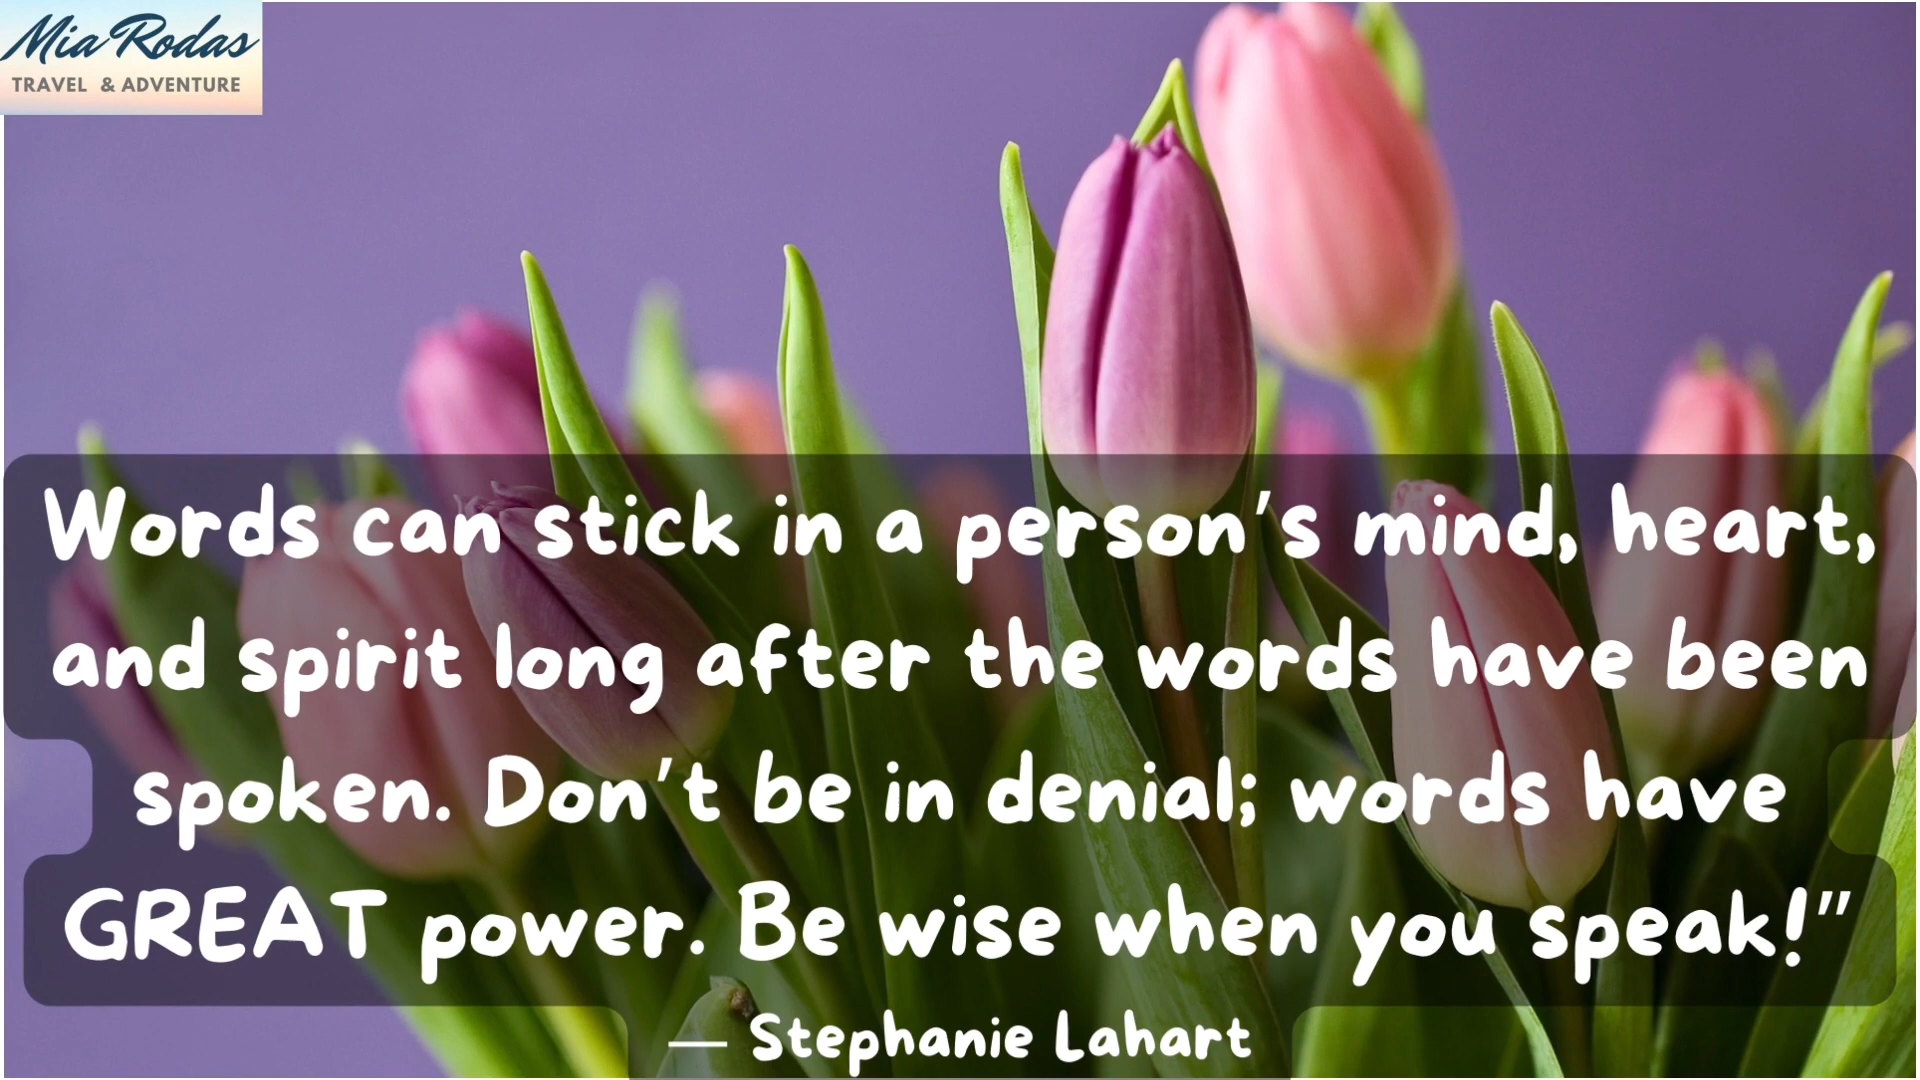 Mia Rodas
TRAVEL & ADVENTURE
Words can stick in a person's mind, heart,
and spirit long after the words have been
spoken. Don't be in denial; words have
GREAT power. Be wise when you speak!"
— Stephanie Lahart